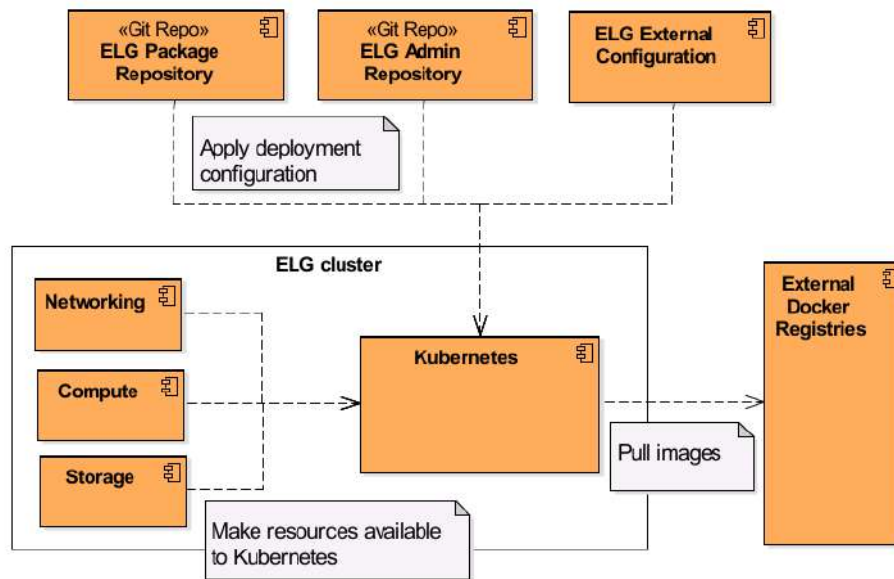 «Git Repo»
ELG Package
Repository
«Git Repo»
ELG Admin
Repository
ELG External
Configuration
Apply deployment
configuration
ELG cluster
Networking
Compute
Storage
Kubernetes
External
Docker
Registries
Pull images
Make resources available
to Kubernetes